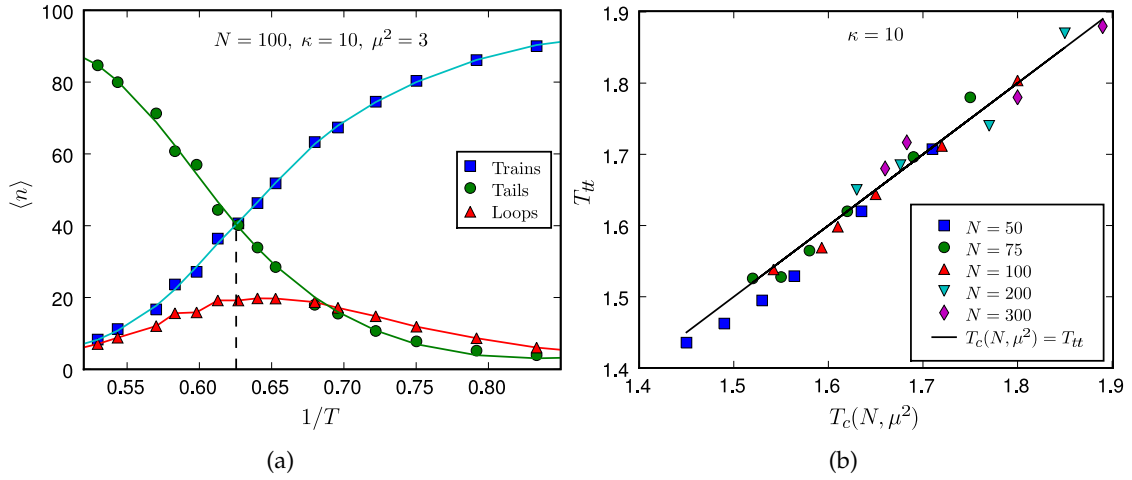 N = 100, κ = 10, μ² = 3
⟨n⟩
100
80
60
40
20
0
Trains
Tails
Loops
0.55 0.60 0.65 0.70 0.75 0.80
1/T
(a)
κ = 10
T_tt
1.9
1.8
1.7
1.6
1.5
1.4
N = 50
N = 75
N = 100
N = 200
N = 300
T_c(N, μ²) = T_tt
1.4 1.5 1.6 1.7 1.8 1.9
T_c(N, μ²)
(b)